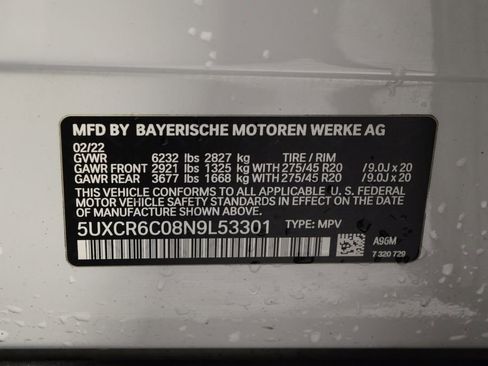 MFD BY BAYERISCHE MOTOREN WERKE AG
02/22
GVWR 6232 lbs 2827 kg TIRE / RIM
GAWR FRONT 2921 lbs 1325 kg WITH 275/45 R20 /9.0J x 20
GAWR REAR 3677 lbs 1668 kg WITH 275/45 R20 /9.0J x 20
THIS VEHICLE CONFORMS TO ALL APPLICABLE U. S. FEDERAL
MOTOR VEHICLE SAFETY STANDARDS IN EFFECT ON THE DATE
OF MANUFACTURE SHOWN ABOVE.
5UXCR6C08N9L53301 TYPE: MPV
A96M
7 320 729